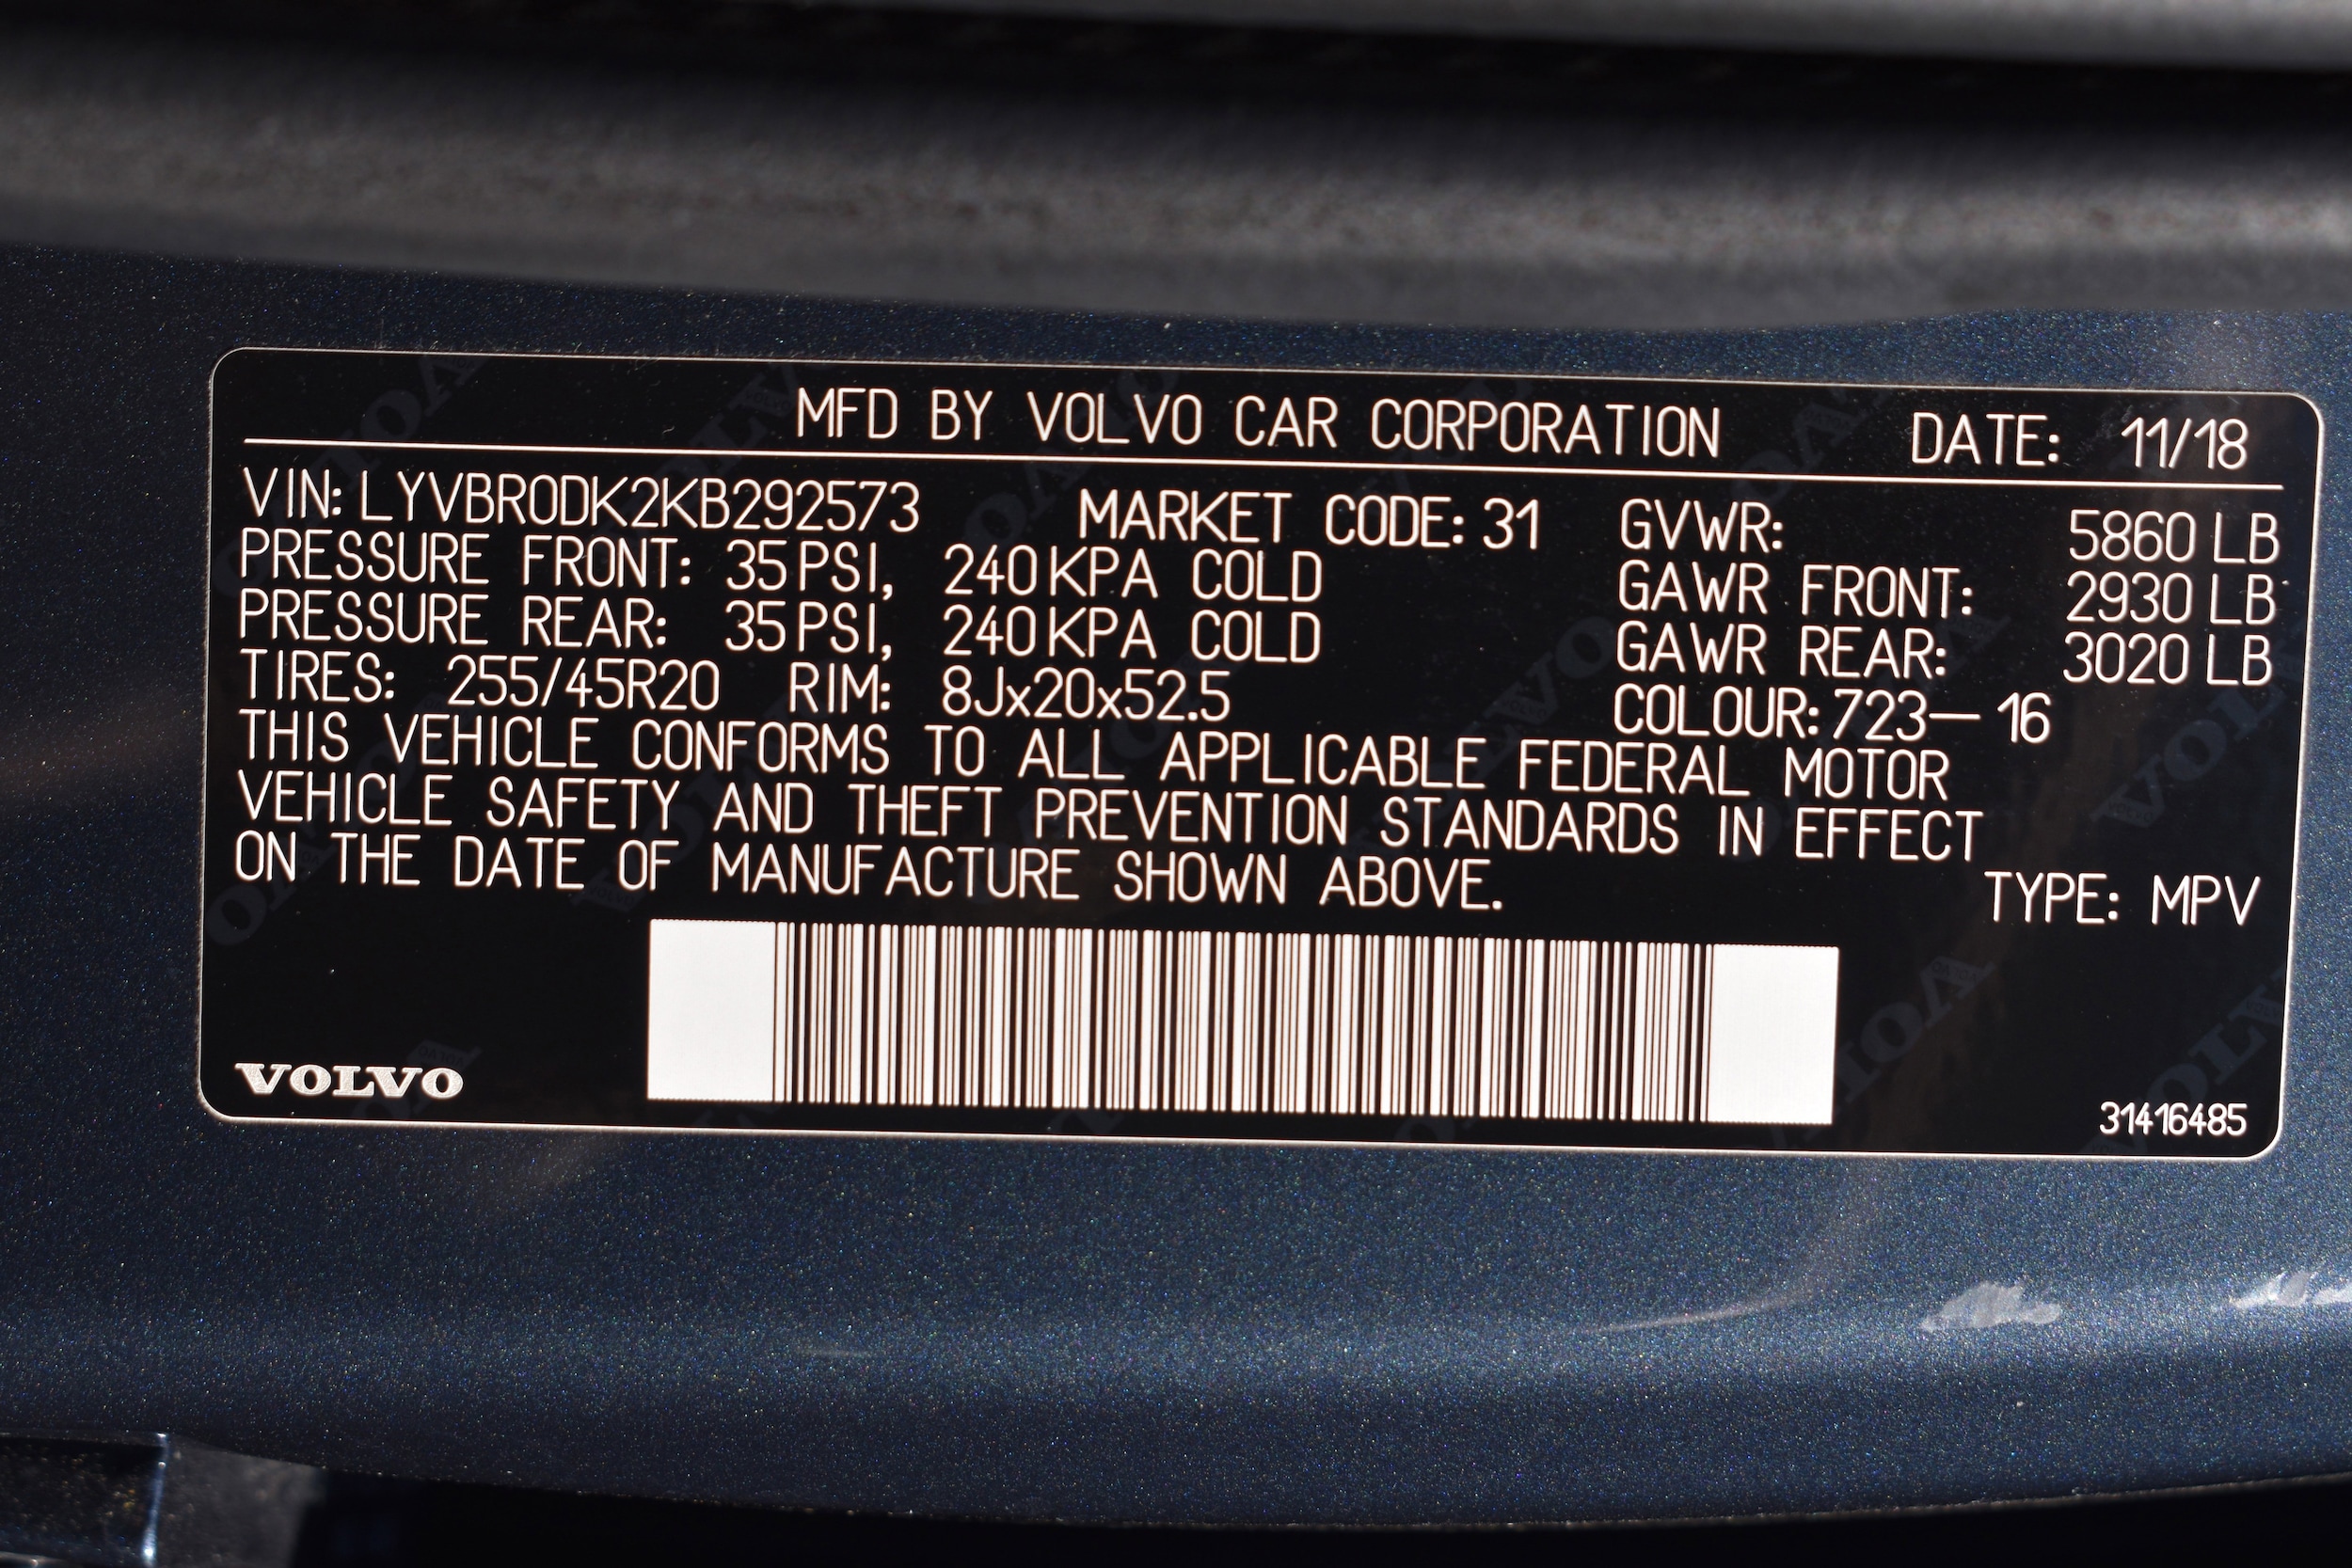 MFD BY VOLVO CAR CORPORATION DATE: 11/18
VIN: LYVBR0DK2KB292573 MARKET CODE: 31 GVWR: 5860 LB
PRESSURE FRONT: 35 PSI, 240 KPA COLD GAWR FRONT: 2930 LB
PRESSURE REAR: 35 PSI, 240 KPA COLD GAWR REAR: 3020 LB
TIRES: 255/45R20 RIM: 8Jx20x52.5 COLOUR: 723— 16
THIS VEHICLE CONFORMS TO ALL APPLICABLE FEDERAL MOTOR
VEHICLE SAFETY AND THEFT PREVENTION STANDARDS IN EFFECT
ON THE DATE OF MANUFACTURE SHOWN ABOVE.
TYPE: MPV
VOLVO
31416485